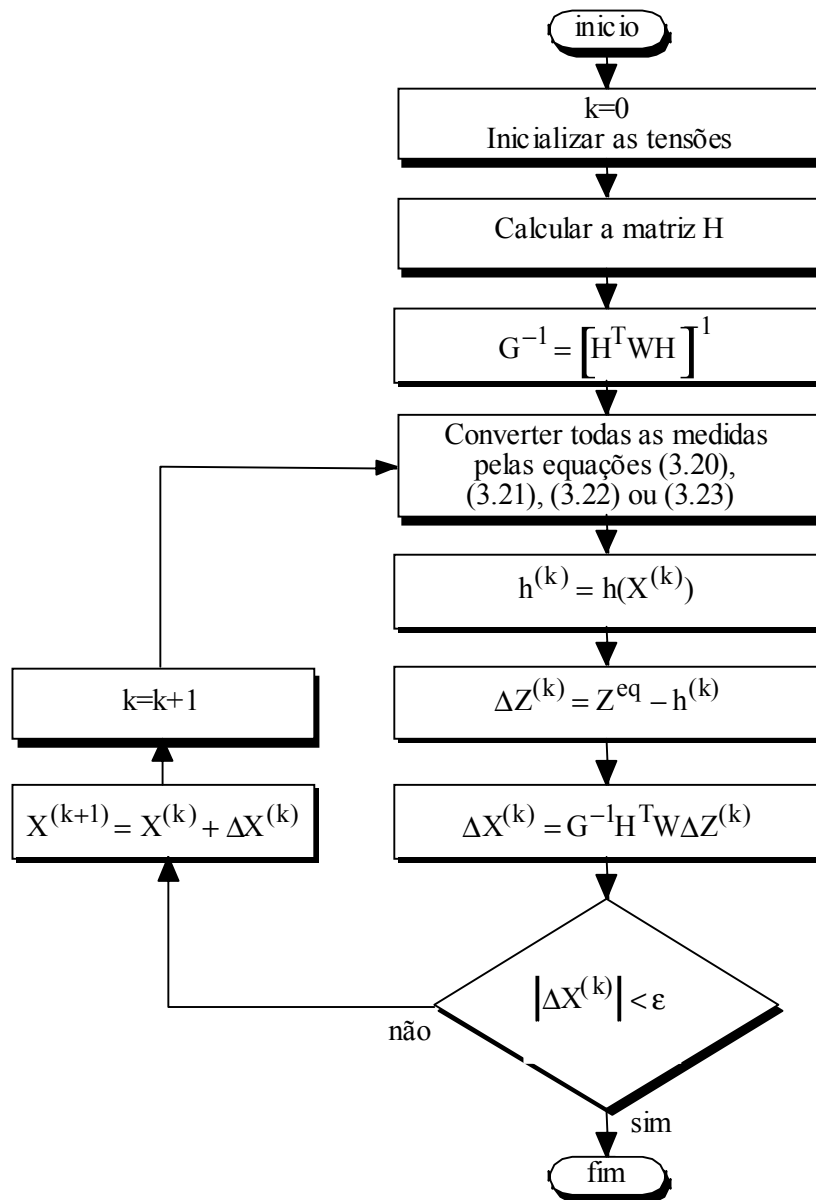 inicio
k=0
Inicializar as tensões
Calcular a matriz H
G⁻¹ = [HᵀWH]⁻¹
Converter todas as medidas
pelas equações (3.20),
(3.21), (3.22) ou (3.23)
h⁽ᵏ⁾ = h(X⁽ᵏ⁾)
ΔZ⁽ᵏ⁾ = Z^eq − h⁽ᵏ⁾
ΔX⁽ᵏ⁾ = G⁻¹HᵀWΔZ⁽ᵏ⁾
|ΔX⁽ᵏ⁾| < ε
não
X⁽ᵏ⁺¹⁾ = X⁽ᵏ⁾ + ΔX⁽ᵏ⁾
k=k+1
sim
fim